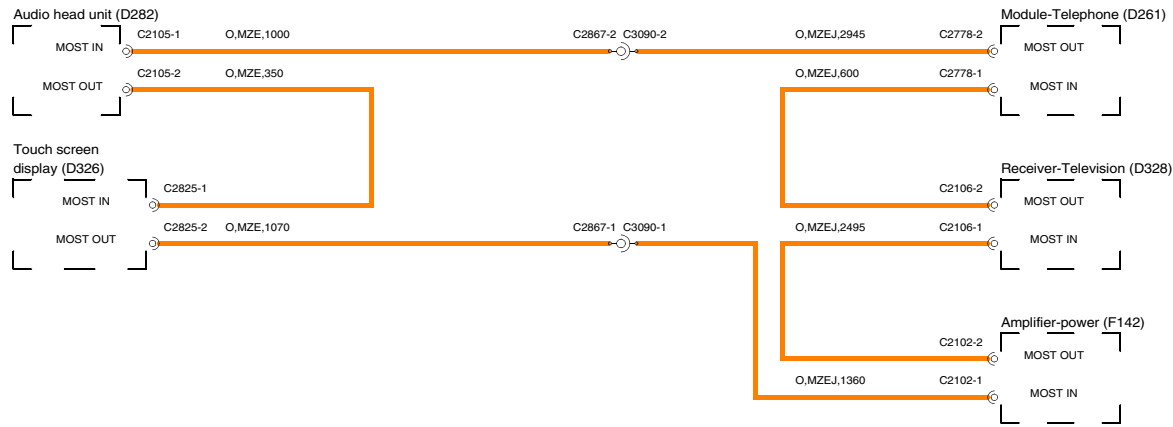 Audio head unit (D282)
MOST IN
MOST OUT
C2105-1 O,MZE,1000 C2867-2 C3090-2 O,MZEJ,2945 C2778-2
C2105-2 O,MZE,350 O,MZEJ,600 C2778-1
Module-Telephone (D261)
MOST OUT
MOST IN
Touch screen
display (D326)
MOST IN
MOST OUT
C2825-1 C2106-2
C2825-2 O,MZE,1070 C2867-1 C3090-1 O,MZEJ,2495 C2106-1
Receiver-Television (D328)
MOST OUT
MOST IN
Amplifier-power (F142)
C2102-2 MOST OUT
O,MZEJ,1360 C2102-1 MOST IN